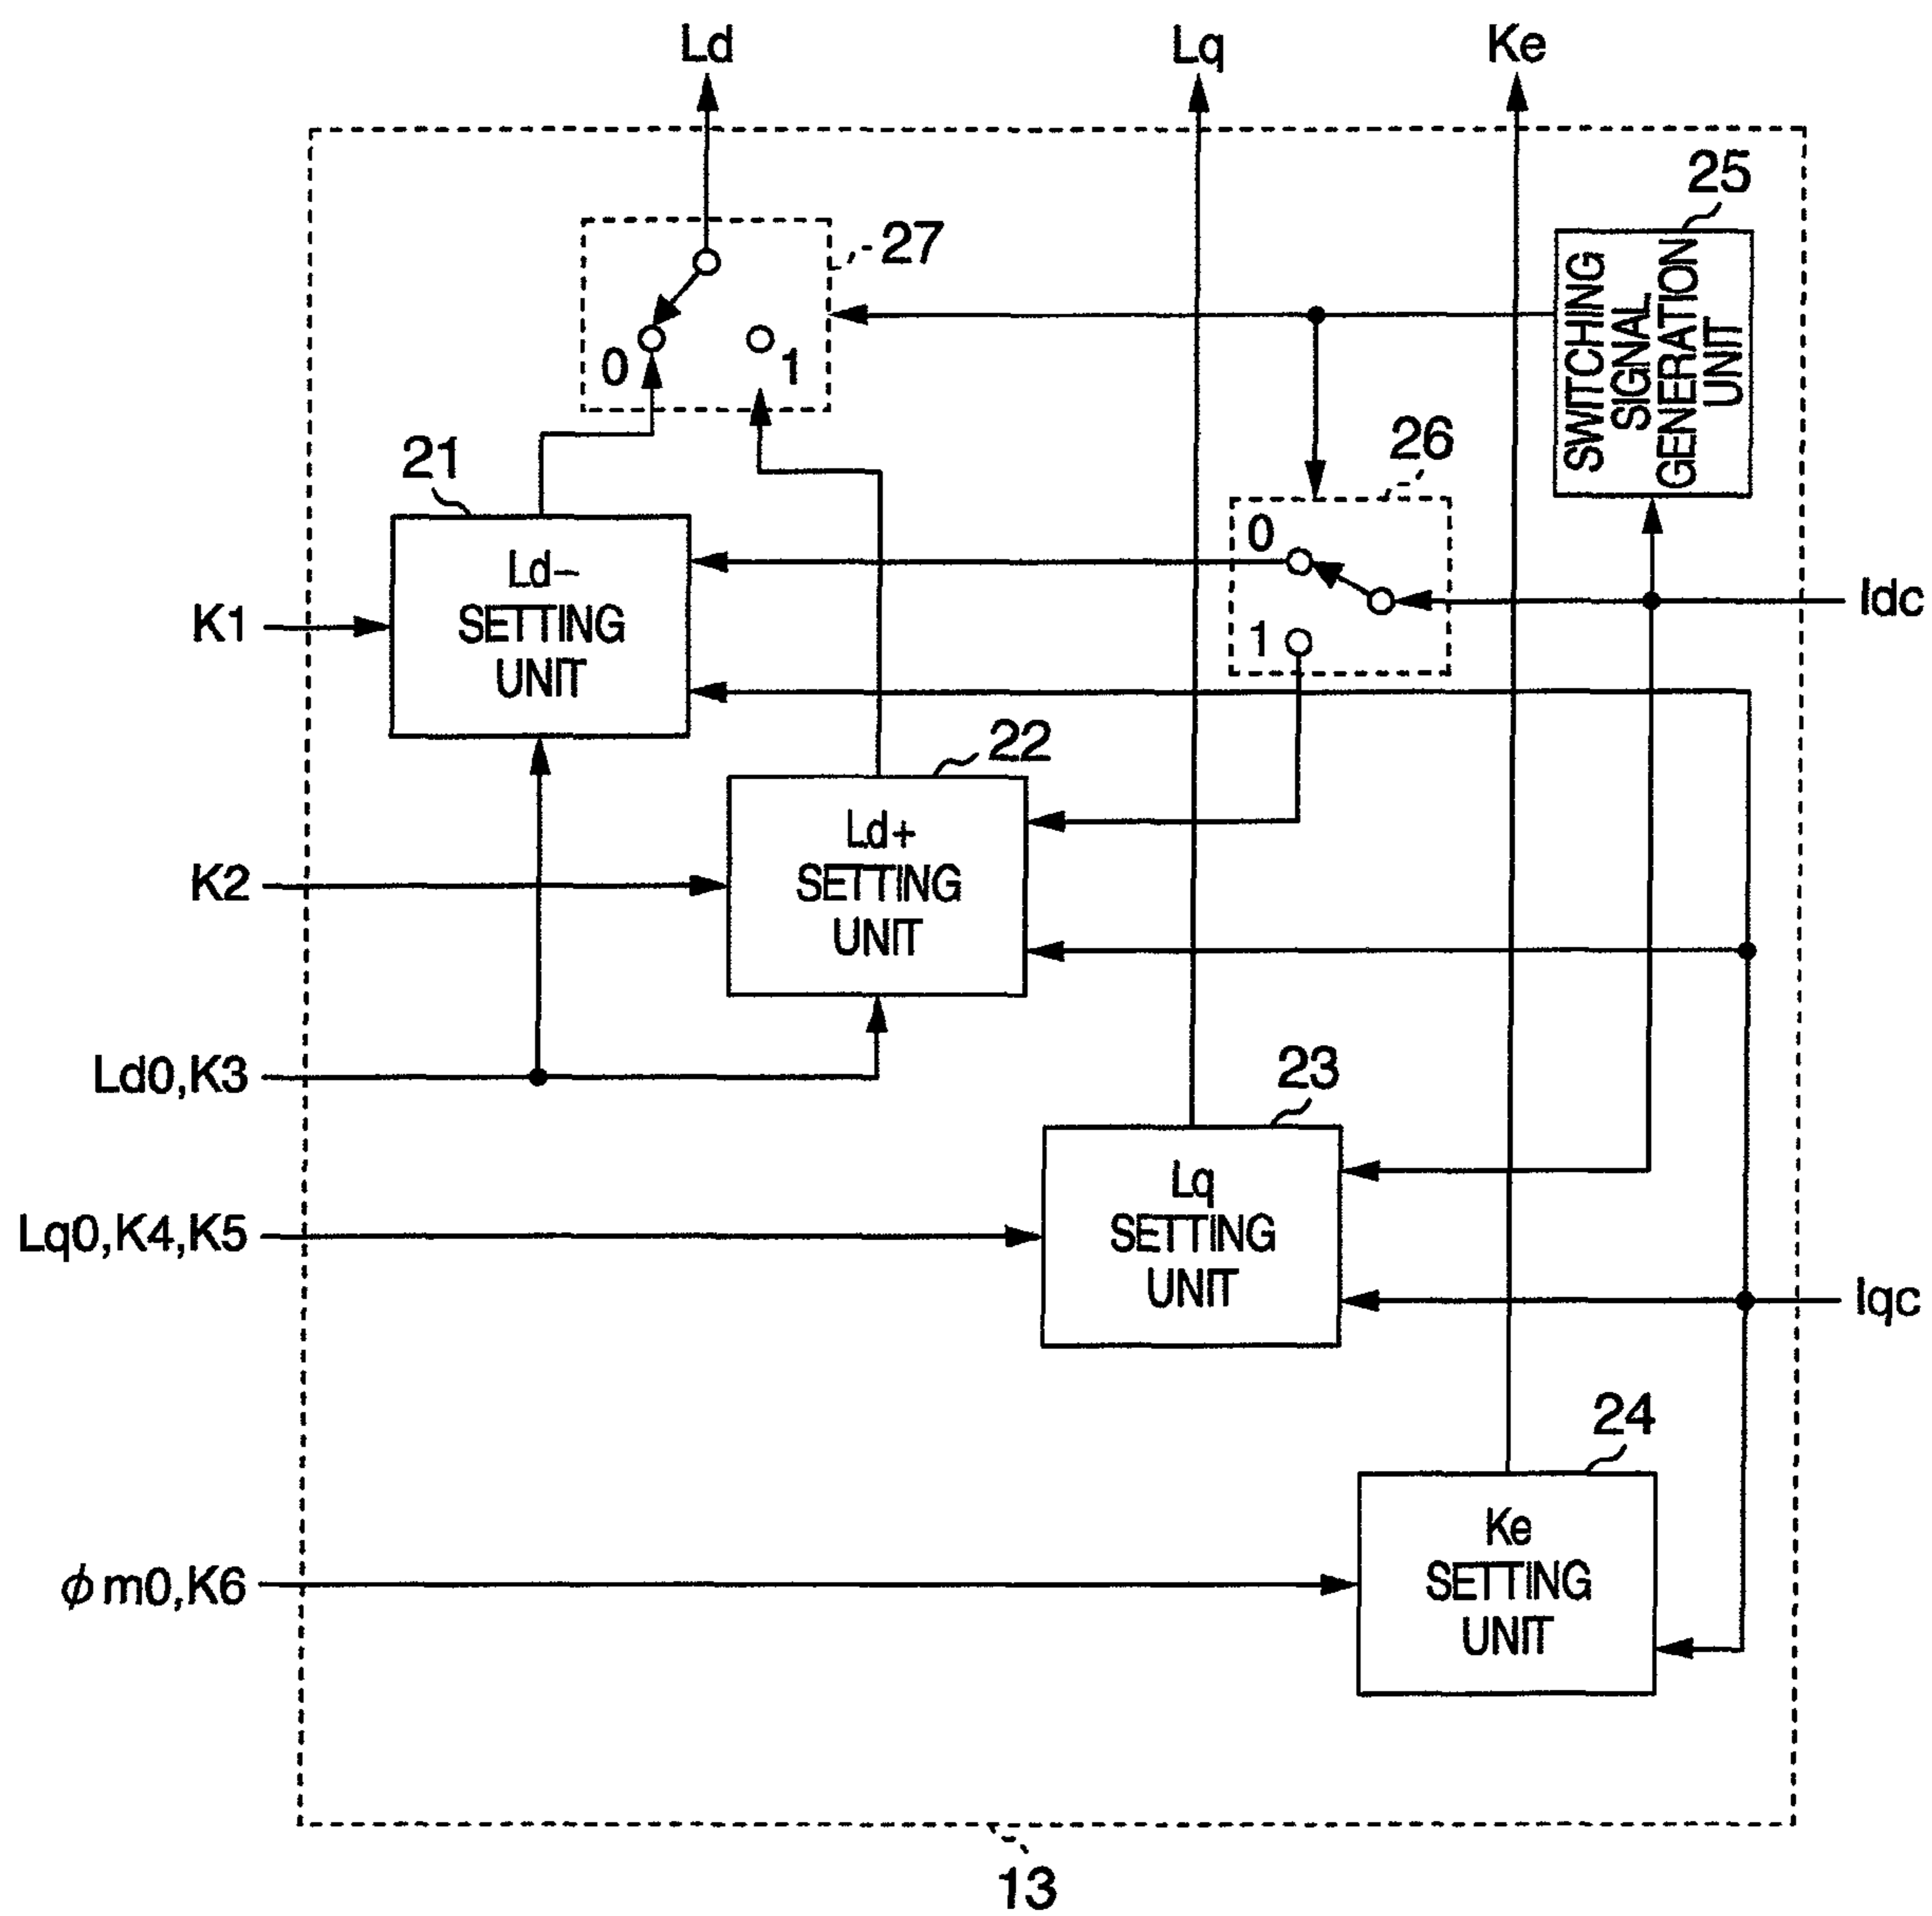 Ld
Lq
Ke
25
27
SWITCHING
SIGNAL
GENERATION
UNIT
0
1
26
21
0
Ld−
SETTING
UNIT
K1
Idc
1
22
Ld+
SETTING
UNIT
K2
Ld0,K3
23
Lq
SETTING
UNIT
Lq0,K4,K5
Iqc
24
Ke
SETTING
UNIT
ϕm0,K6
13